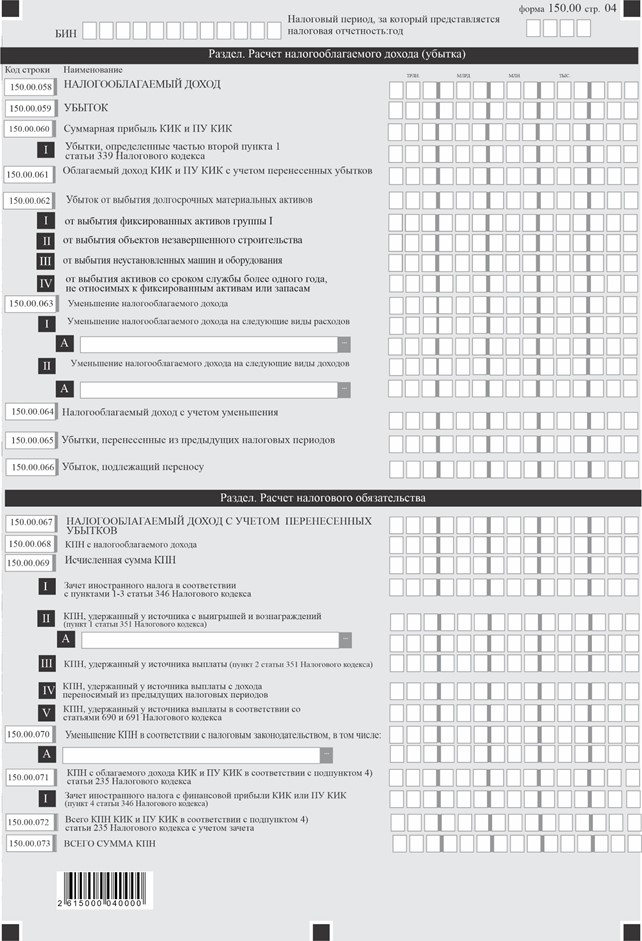 форма 150.00 стр. 04
БИН
Налоговый период, за который представляется
налоговая отчетность:год
Раздел. Расчет налогооблагаемого дохода (убытка)
Код строки Наименование
трлн млрд млн тыс
150.00.058 НАЛОГООБЛАГАЕМЫЙ ДОХОД
150.00.059 УБЫТОК
150.00.060 Суммарная прибыль КИК и ПУ КИК
I Убытки, определенные частью второй пункта 1
статьи 339 Налогового кодекса
150.00.061 Облагаемый доход КИК и ПУ КИК с учетом перенесенных убытков
150.00.062 Убыток от выбытия долгосрочных материальных активов
I от выбытия фиксированных активов группы I
II от выбытия объектов незавершенного строительства
III от выбытия неустановленных машин и оборудования
IV от выбытия активов со сроком службы более одного года,
не относимых к фиксированным активам или запасам
150.00.063 Уменьшение налогооблагаемого дохода
I Уменьшение налогооблагаемого дохода на следующие виды расходов
A
II Уменьшение налогооблагаемого дохода на следующие виды доходов
A
150.00.064 Налогооблагаемый доход с учетом уменьшения
150.00.065 Убытки, перенесенные из предыдущих налоговых периодов
150.00.066 Убыток, подлежащий переносу
Раздел. Расчет налогового обязательства
150.00.067 НАЛОГООБЛАГАЕМЫЙ ДОХОД С УЧЕТОМ ПЕРЕНЕСЕННЫХ
УБЫТКОВ
150.00.068 КПН с налогооблагаемого дохода
150.00.069 Исчисленная сумма КПН
I Зачет иностранного налога в соответствии
с пунктами 1-3 статьи 346 Налогового кодекса
II КПН, удержанный у источника с выигрышей и вознаграждений
(пункт 1 статьи 351 Налогового кодекса)
A
III КПН, удержанный у источника выплаты (пункт 2 статьи 351 Налогового кодекса)
IV КПН, удержанный у источника выплаты с дохода
переносимый из предыдущих налоговых периодов
V КПН, удержанный у источника выплаты в соответствии со
статьями 690 и 691 Налогового кодекса
150.00.070 Уменьшение КПН в соответствии с налоговым законодательством, в том числе:
A
150.00.071 КПН с облагаемого дохода КИК и ПУ КИК в соответствии с подпунктом 4)
статьи 235 Налогового кодекса
I Зачет иностранного налога с финансовой прибыли КИК или ПУ КИК
(пункт 4 статьи 346 Налогового кодекса)
150.00.072 Всего КПН КИК и ПУ КИК в соответствии с подпунктом 4)
статьи 235 Налогового кодекса с учетом зачета
150.00.073 ВСЕГО СУММА КПН
2 615000 040000